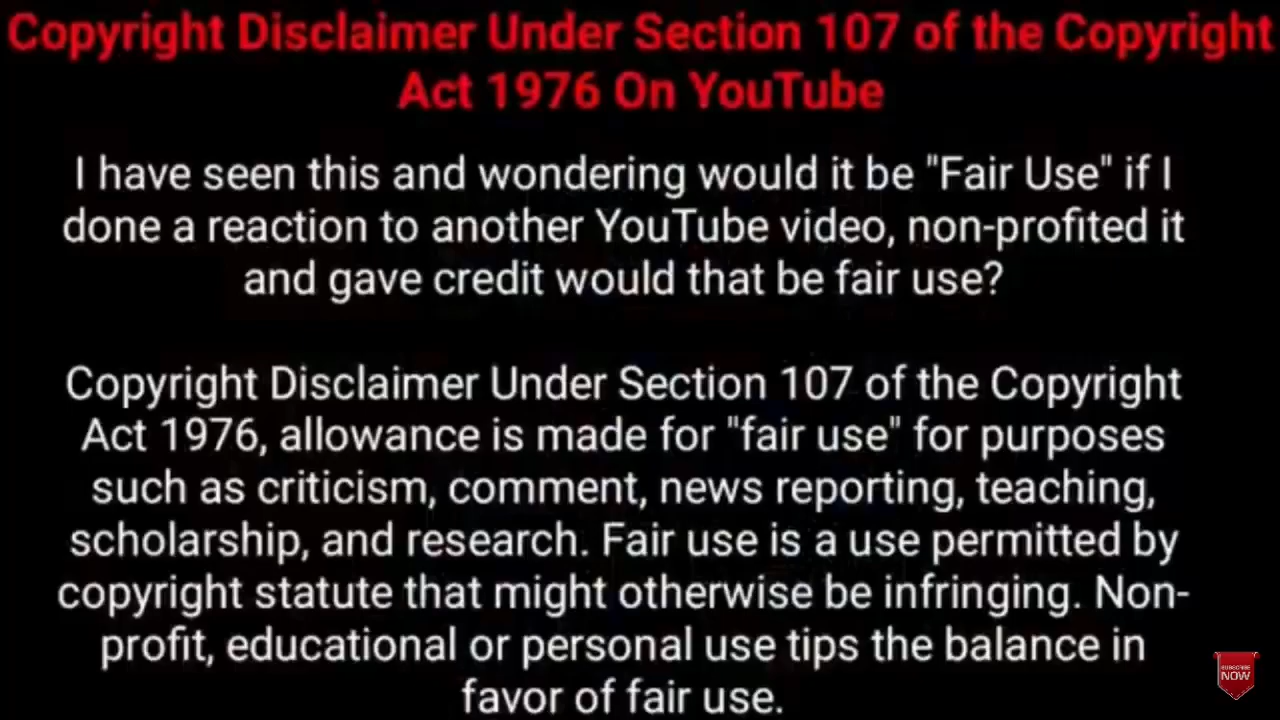 Copyright Disclaimer Under Section 107 of the Copyright
Act 1976 On YouTube
I have seen this and wondering would it be "Fair Use" if I
done a reaction to another YouTube video, non-profited it
and gave credit would that be fair use?
Copyright Disclaimer Under Section 107 of the Copyright
Act 1976, allowance is made for "fair use" for purposes
such as criticism, comment, news reporting, teaching,
scholarship, and research. Fair use is a use permitted by
copyright statute that might otherwise be infringing. Non-
profit, educational or personal use tips the balance in
favor of fair use.
SUBSCRIBE
NOW